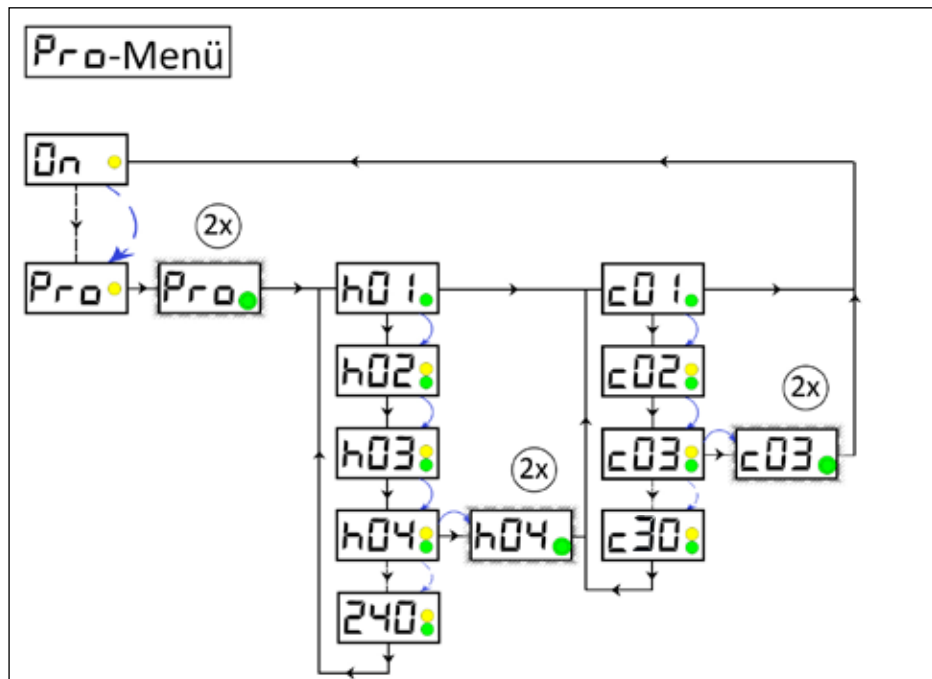 Pro-Menü
On
2x
Pro
Pro
h01
c01
h02
c02
2x
h03
c03
c03
2x
h04
h04
c30
240